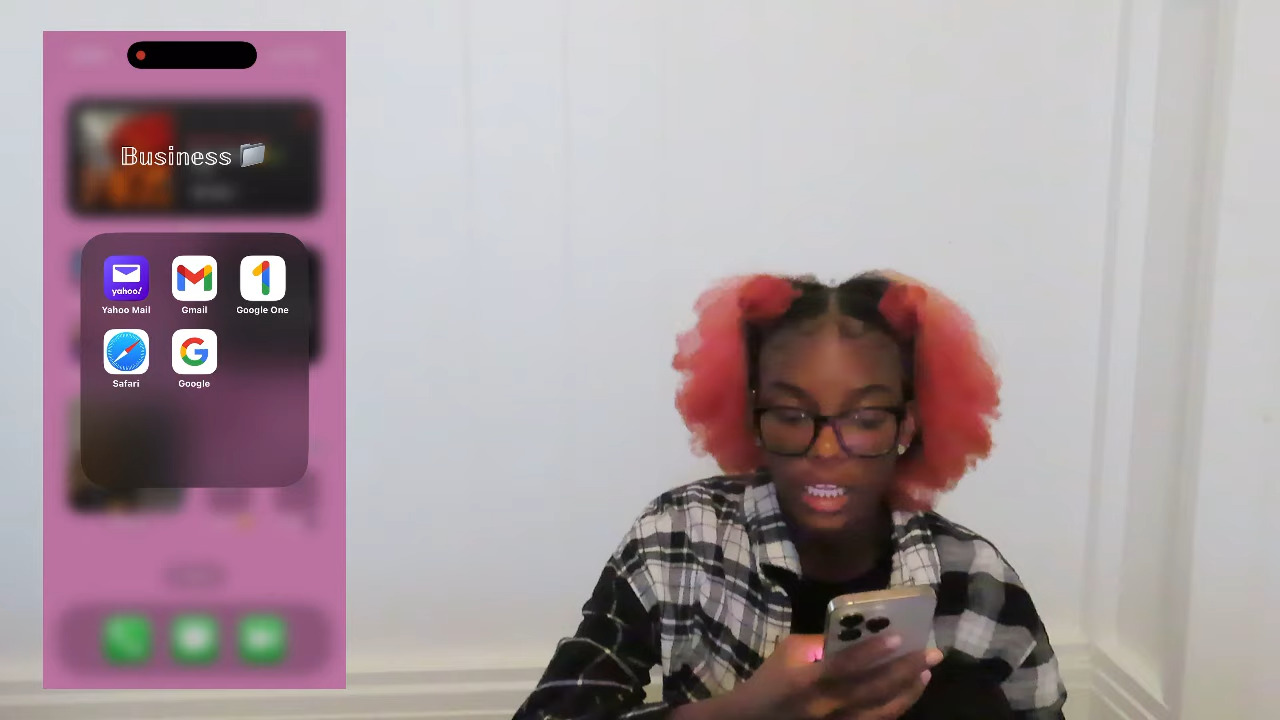 𝔹𝕦𝕤𝕚𝕟𝕖𝕤𝕤 📁
yahoo!
Yahoo Mail
Gmail
Google One
Safari
Google